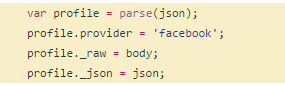 var profile = parse(json);
profile.provider = 'facebook';
profile._raw = body;
profile._json = json;